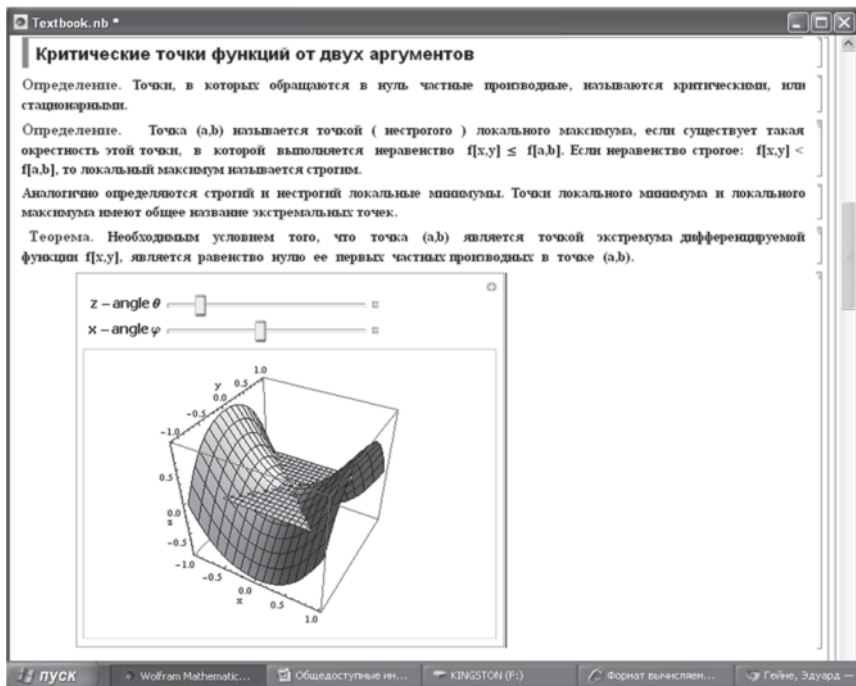 Textbook.nb *
Критические точки функций от двух аргументов
Определение. Точки, в которых обращаются в нуль частные производные, называются критическими, или
стационарными.
Определение. Точка (a,b) называется точкой ( нестрогого ) локального максимума, если существует такая
окрестность этой точки, в которой выполняется неравенство f[x,y] ≤ f[a,b]. Если неравенство строгое: f[x,y] <
f[a,b], то локальный максимум называется строгим.
Аналогично определяются строгий и нестрогий локальные минимумы. Точки локального минимума и локального
максимума имеют общее название экстремальных точек.
Теорема. Необходимым условием того, что точка (a,b) является точкой экстремума дифференцируемой
функции f[x,y], является равенство нулю ее первых частных производных в точке (a,b).
z – angle θ
x – angle φ
y
-1.0 -0.5 0.0 0.5 1.0
0.5
0.0
z
-0.5
-1.0 -0.5 0.0 0.5 1.0
x
пуск Wolfram Mathematic... Общедоступные ин... KINGSTON (F:) Формат вычисляем... Гейне, Эдуард —